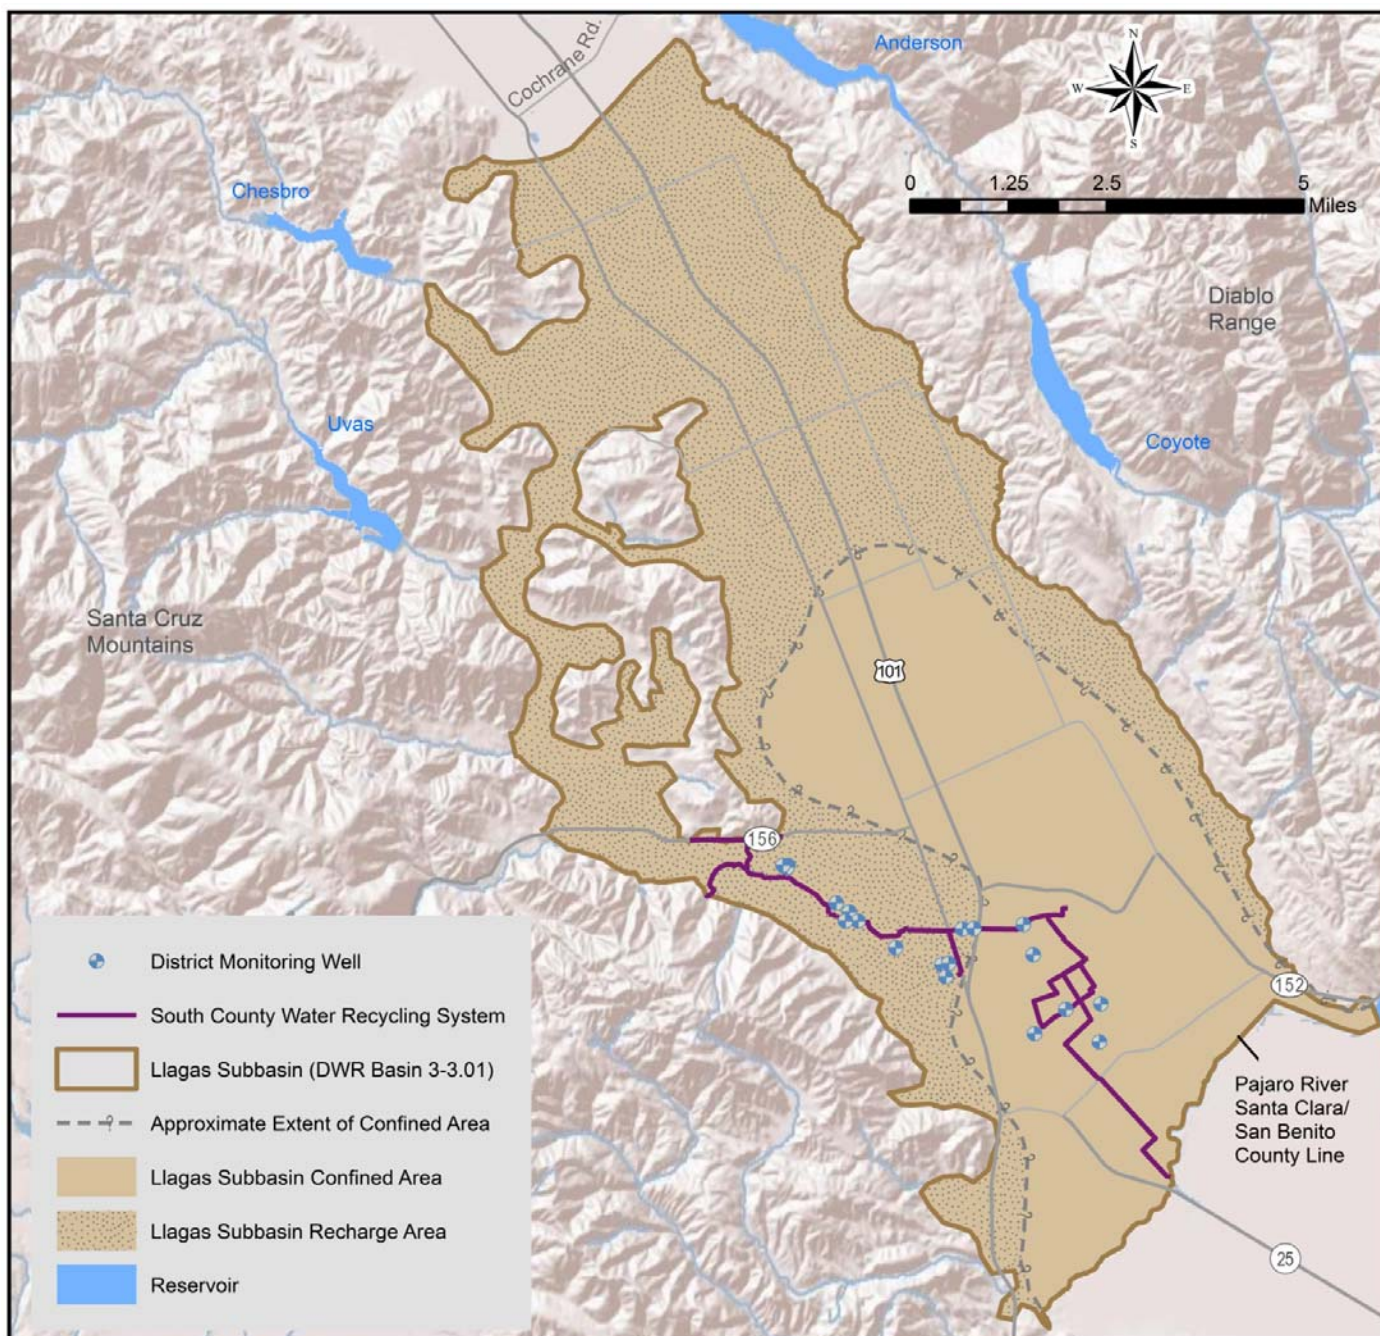 Cochrane Rd.
Anderson
N
W
E
S
0
1.25
2.5
5
Miles
Chesbro
Diablo
Range
Uvas
Coyote
Santa Cruz
Mountains
101
156
152
Pajaro River
Santa Clara/
San Benito
County Line
25
District Monitoring Well
South County Water Recycling System
Llagas Subbasin (DWR Basin 3-3.01)
Approximate Extent of Confined Area
Llagas Subbasin Confined Area
Llagas Subbasin Recharge Area
Reservoir